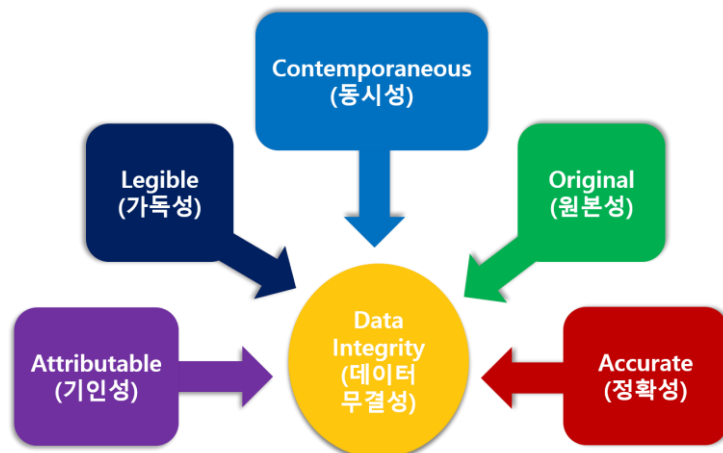 Contemporaneous
(동시성)
Legible
(가독성)
Original
(원본성)
Attributable
(기인성)
Data
Integrity
(데이터
무결성)
Accurate
(정확성)